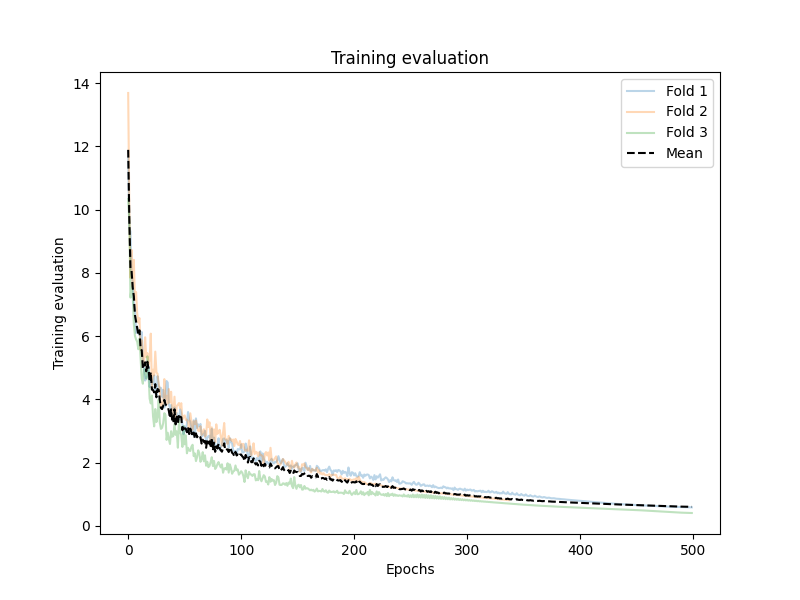 Training evaluation
Training evaluation
14
12
10
8
6
4
2
0
Fold 1
Fold 2
Fold 3
Mean
0 100 200 300 400 500
Epochs